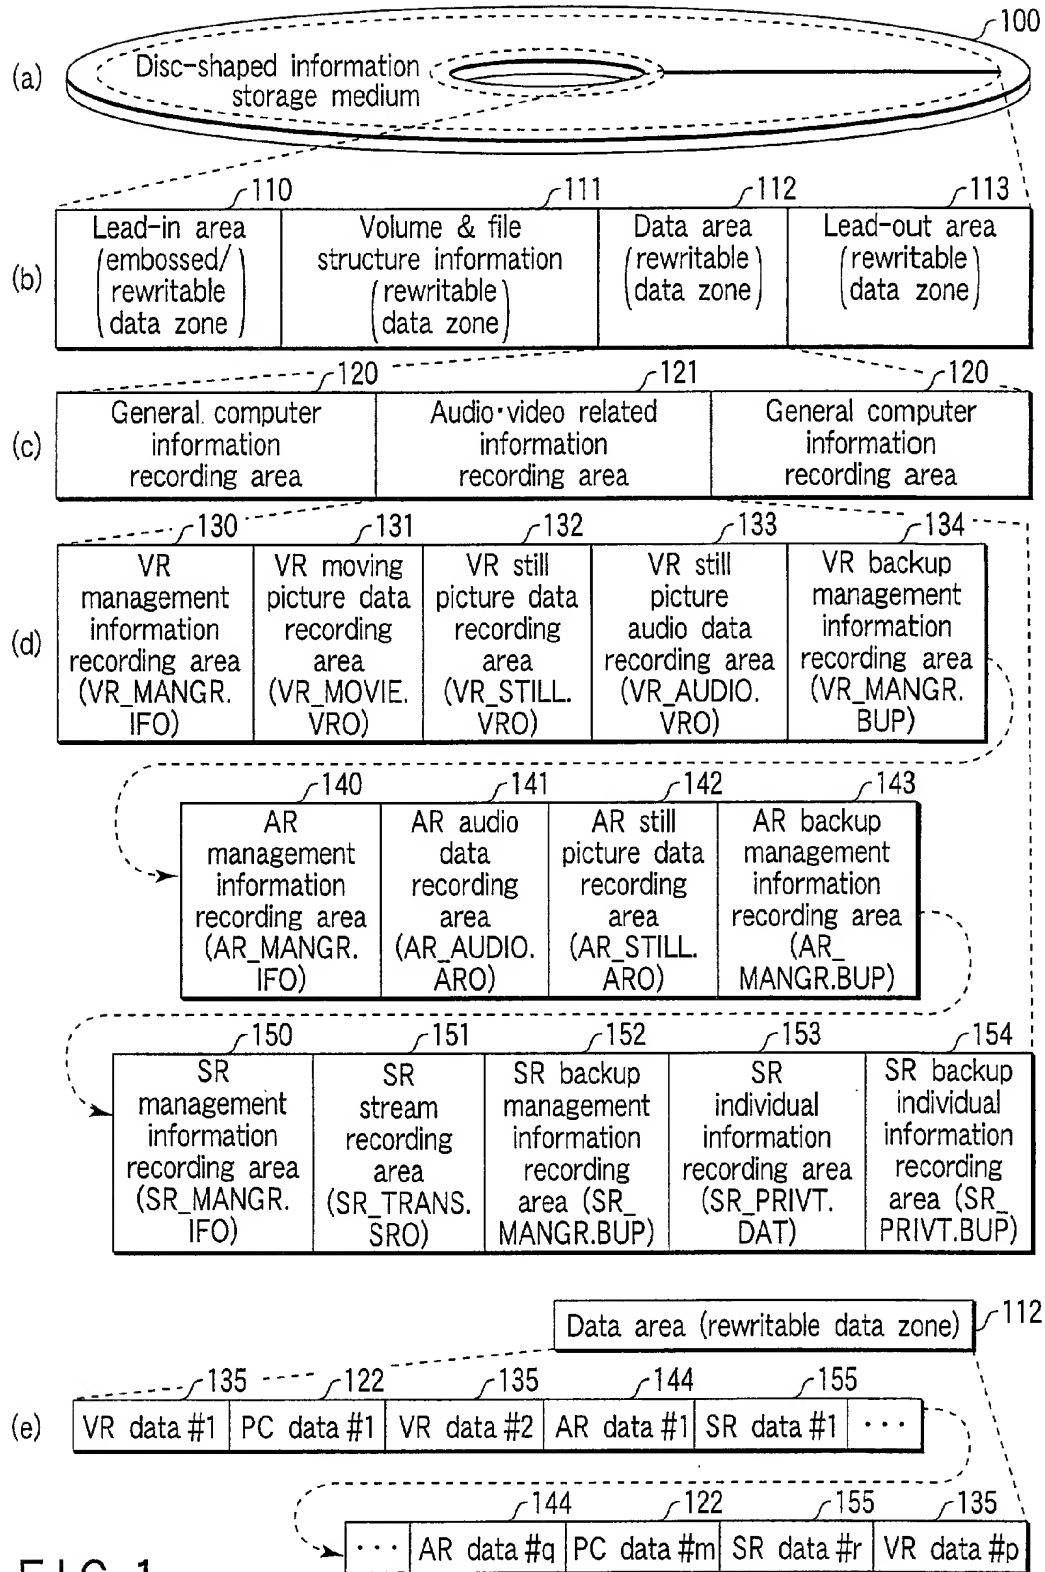 100
(a)
Disc-shaped information
storage medium
110
111
112
113
(b)
Lead-in area
(embossed/
rewritable
data zone)
Volume & file
structure information
(rewritable
data zone)
Data area
(rewritable
data zone)
Lead-out area
(rewritable
data zone)
120
121
120
(c)
General computer
information
recording area
Audio·video related
information
recording area
General computer
information
recording area
130
131
132
133
134
(d)
VR
management
information
recording area
(VR_MANGR.
IFO)
VR moving
picture data
recording
area
(VR_MOVIE.
VRO)
VR still
picture data
recording
area
(VR_STILL.
VRO)
VR still
picture
audio data
recording area
(VR_AUDIO.
VRO)
VR backup
management
information
recording area
(VR_MANGR.
BUP)
140
141
142
143
AR
management
information
recording area
(AR_MANGR.
IFO)
AR audio
data
recording
area
(AR_AUDIO.
ARO)
AR still
picture data
recording
area
(AR_STILL.
ARO)
AR backup
management
information
recording area
(AR_
MANGR.BUP)
150
151
152
153
154
SR
management
information
recording area
(SR_MANGR.
IFO)
SR
stream
recording
area
(SR_TRANS.
SRO)
SR backup
management
information
recording
area (SR_
MANGR.BUP)
SR
individual
information
recording area
(SR_PRIVT.
DAT)
SR backup
individual
information
recording
area (SR_
PRIVT.BUP)
Data area (rewritable data zone)
112
135
122
135
144
155
(e)
VR data #1
PC data #1
VR data #2
AR data #1
SR data #1
···
144
122
155
135
···
AR data #q
PC data #m
SR data #r
VR data #p
FIG. 1